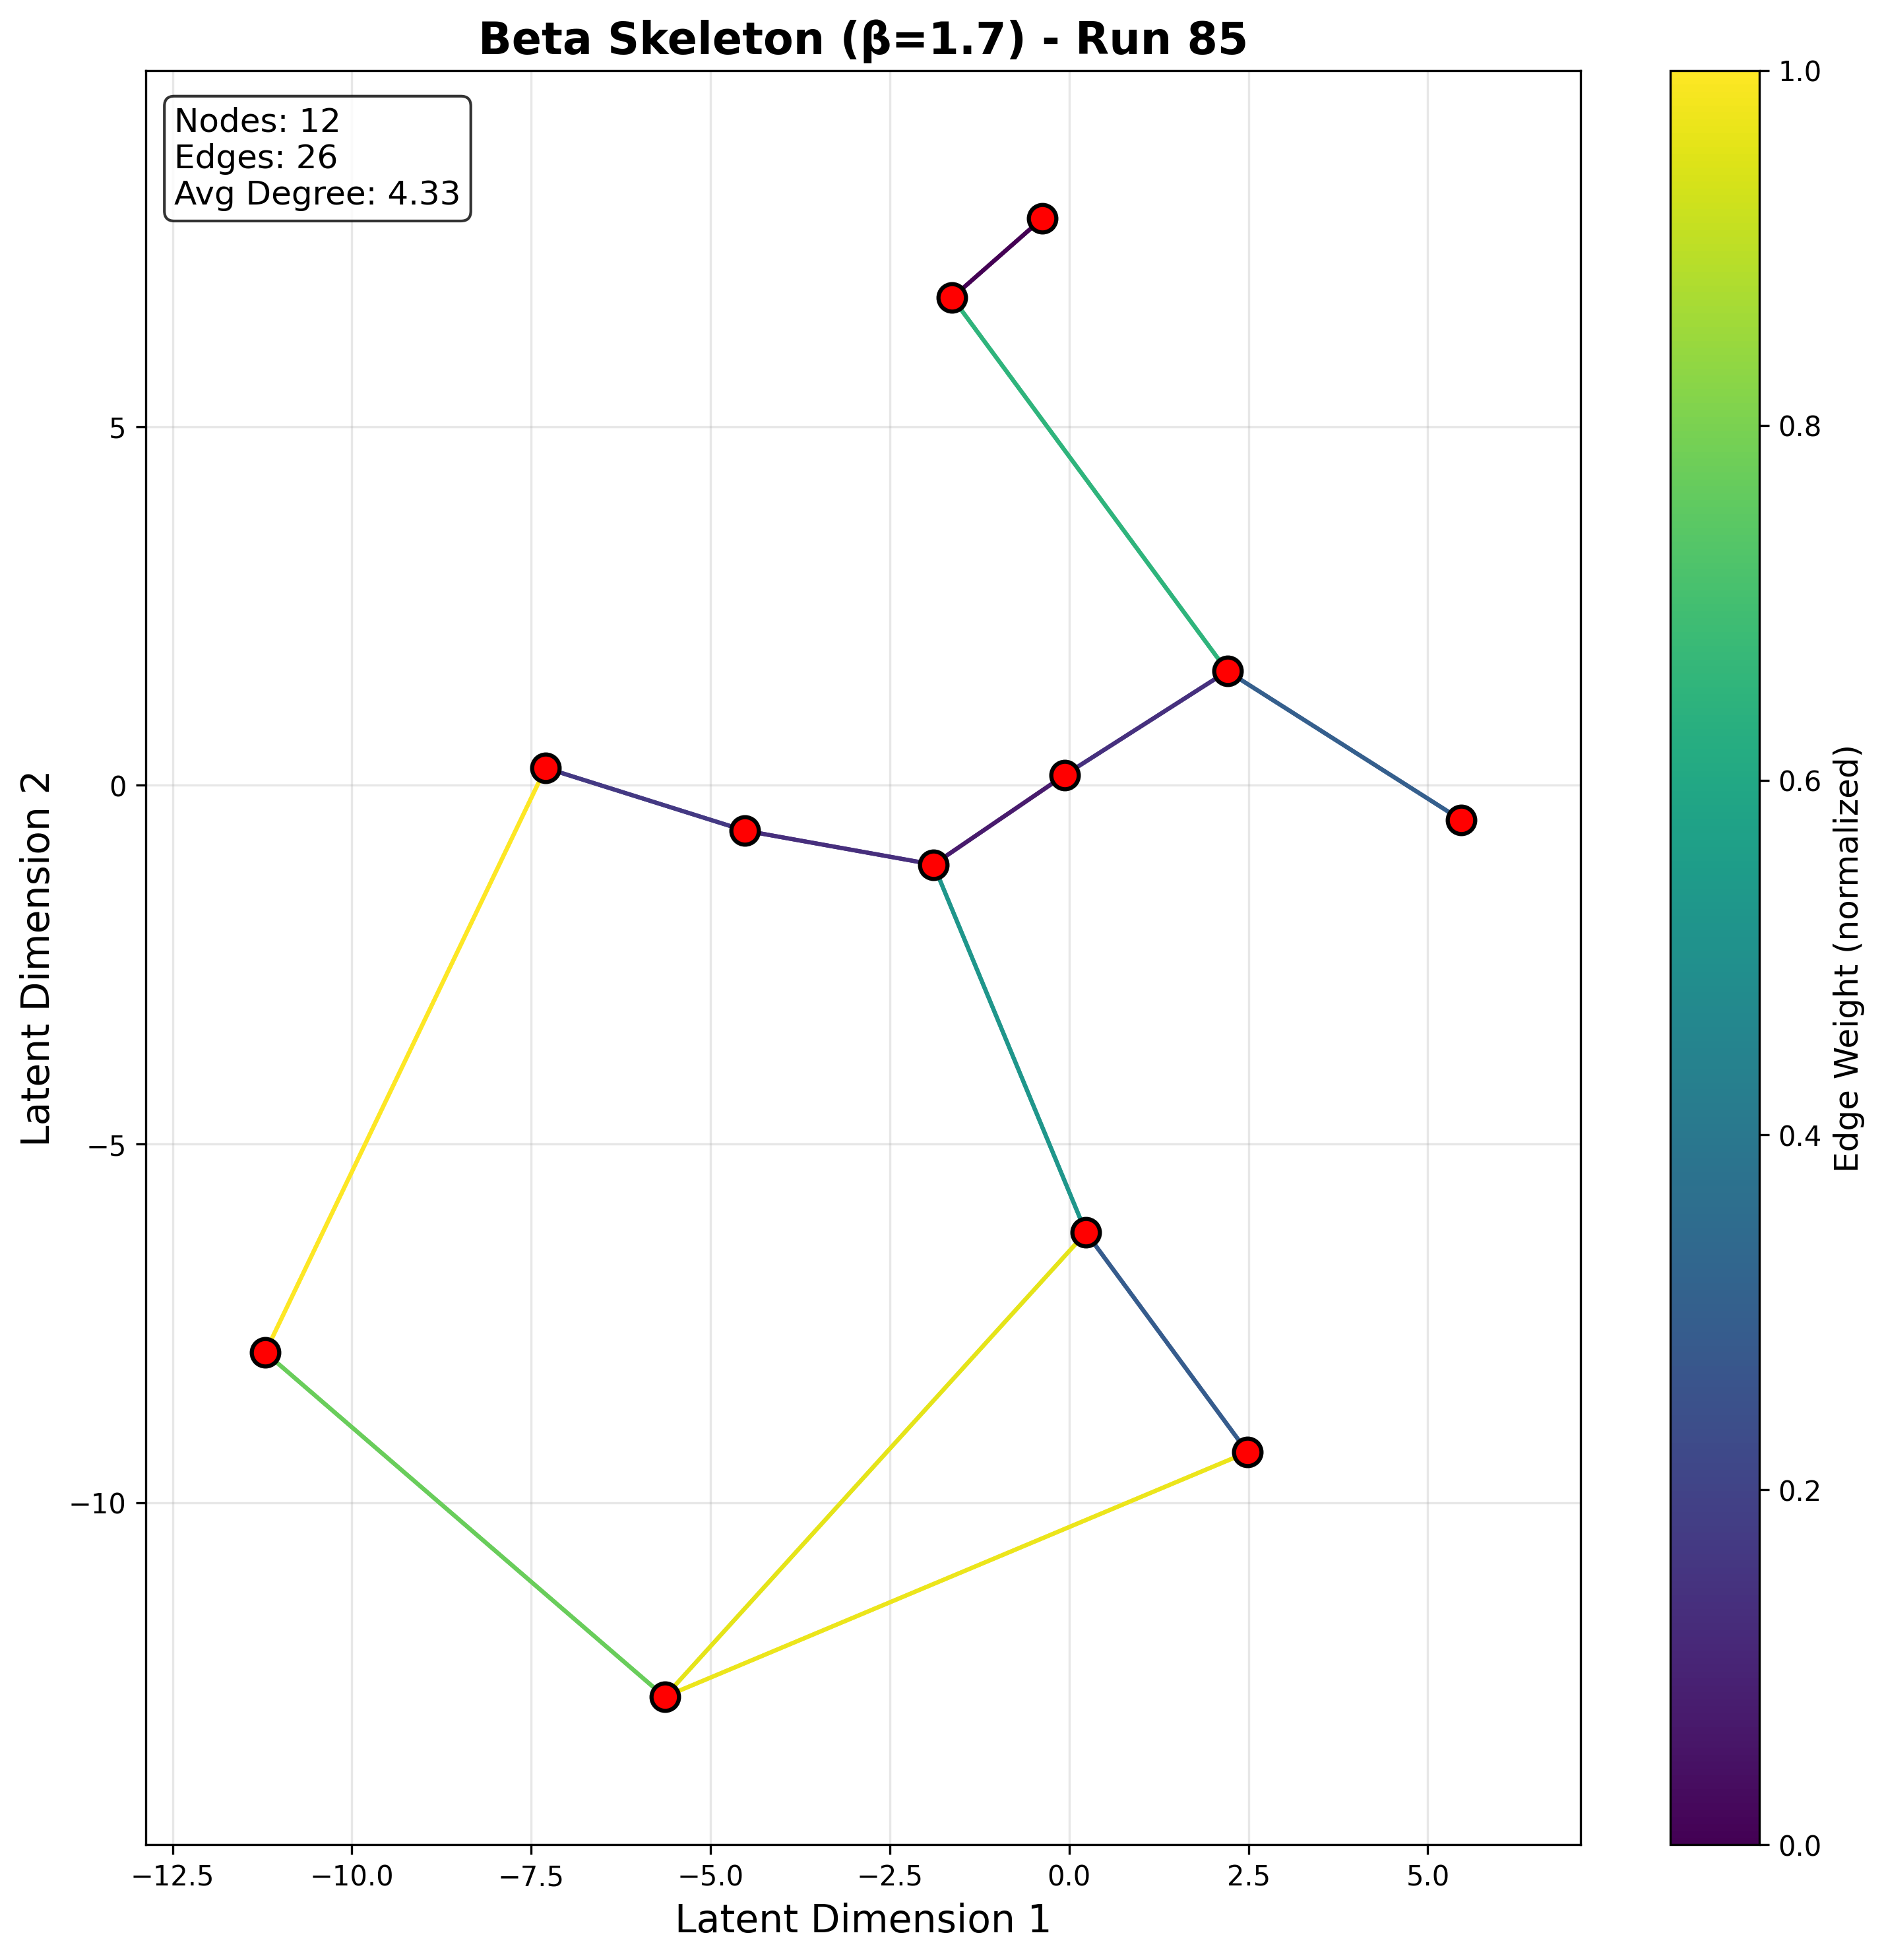 Beta Skeleton (β=1.7) - Run 85
Nodes: 12
Edges: 26
Avg Degree: 4.33
5
0
−5
−10
Latent Dimension 2
−12.5
−10.0
−7.5
−5.0
−2.5
0.0
2.5
5.0
Latent Dimension 1
1.0
0.8
0.6
0.4
0.2
0.0
Edge Weight (normalized)